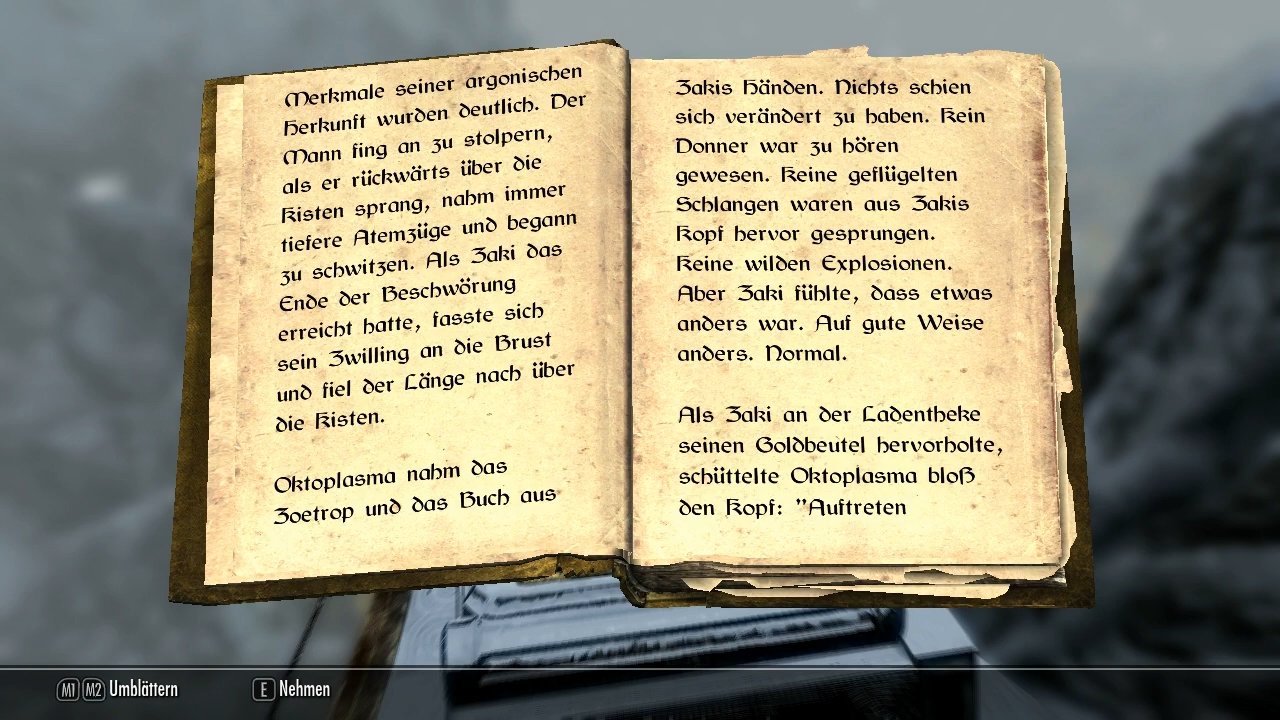 Merkmale seiner argonischen
Herkunft wurden deutlich. Der
Mann fing an zu stolpern,
als er rückwärts über die
Kisten sprang, nahm immer
tiefere Atemzüge und begann
zu schwitzen. Als Zaki das
Ende der Beschwörung
erreicht hatte, fasste sich
sein Zwilling an die Brust
und fiel der Länge nach über
die Kisten.
Oktoplasma nahm das
Zoetrop und das Buch aus
Zakis Händen. Nichts schien
sich verändert zu haben. Kein
Donner war zu hören
gewesen. Keine geflügelten
Schlangen waren aus Zakis
Kopf hervor gesprungen.
Keine wilden Explosionen.
Aber Zaki fühlte, dass etwas
anders war. Auf gute Weise
anders. Normal.
Als Zaki an der Ladentheke
seinen Goldbeutel hervorholte,
schüttelte Oktoplasma bloß
den Kopf: "Auftreten
M1 M2 Umblättern
E Nehmen